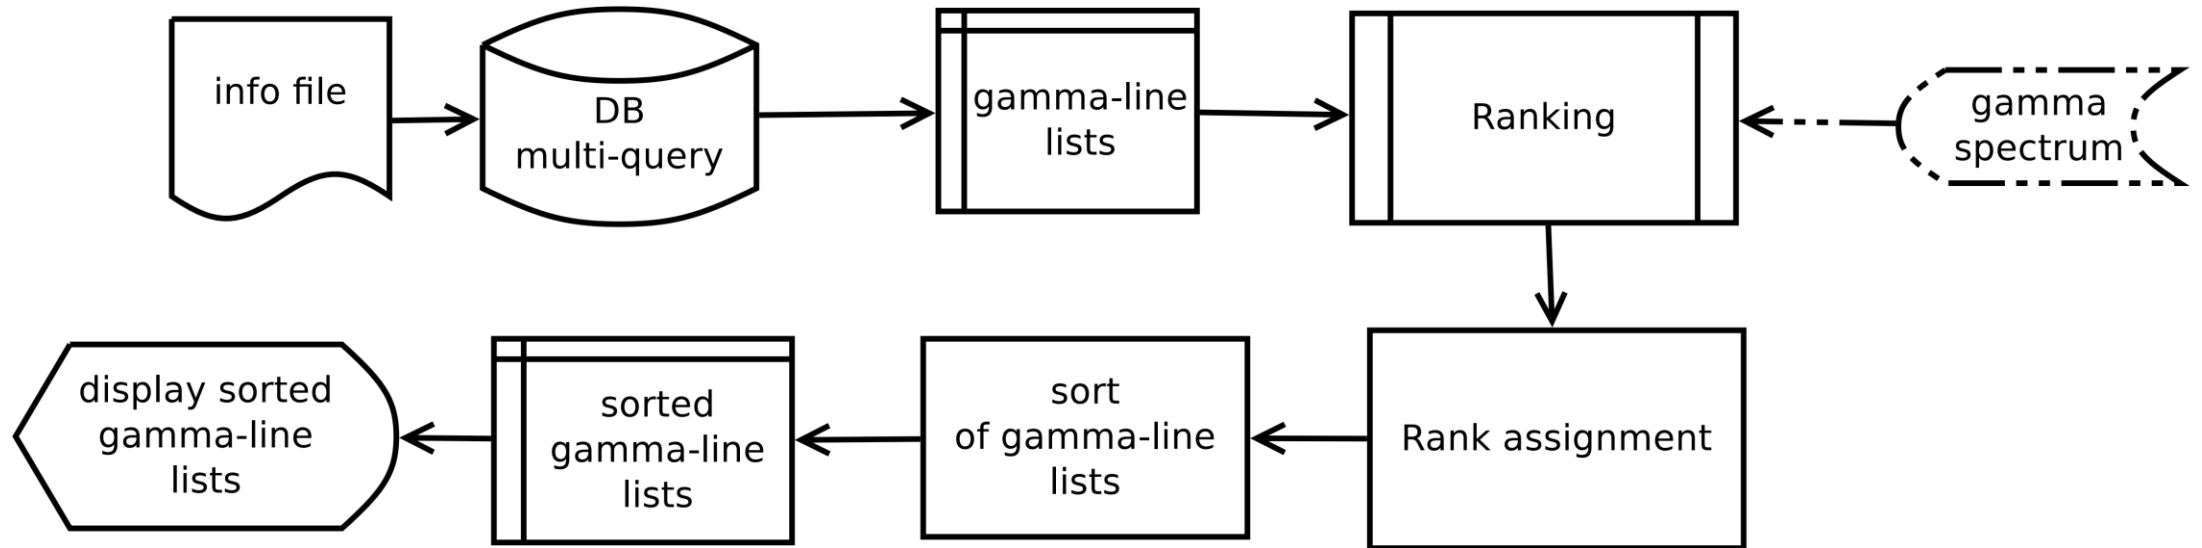 info file
DB
multi-query
gamma-line
lists
Ranking
gamma
spectrum
display sorted
gamma-line
lists
sorted
gamma-line
lists
sort
of gamma-line
lists
Rank assignment